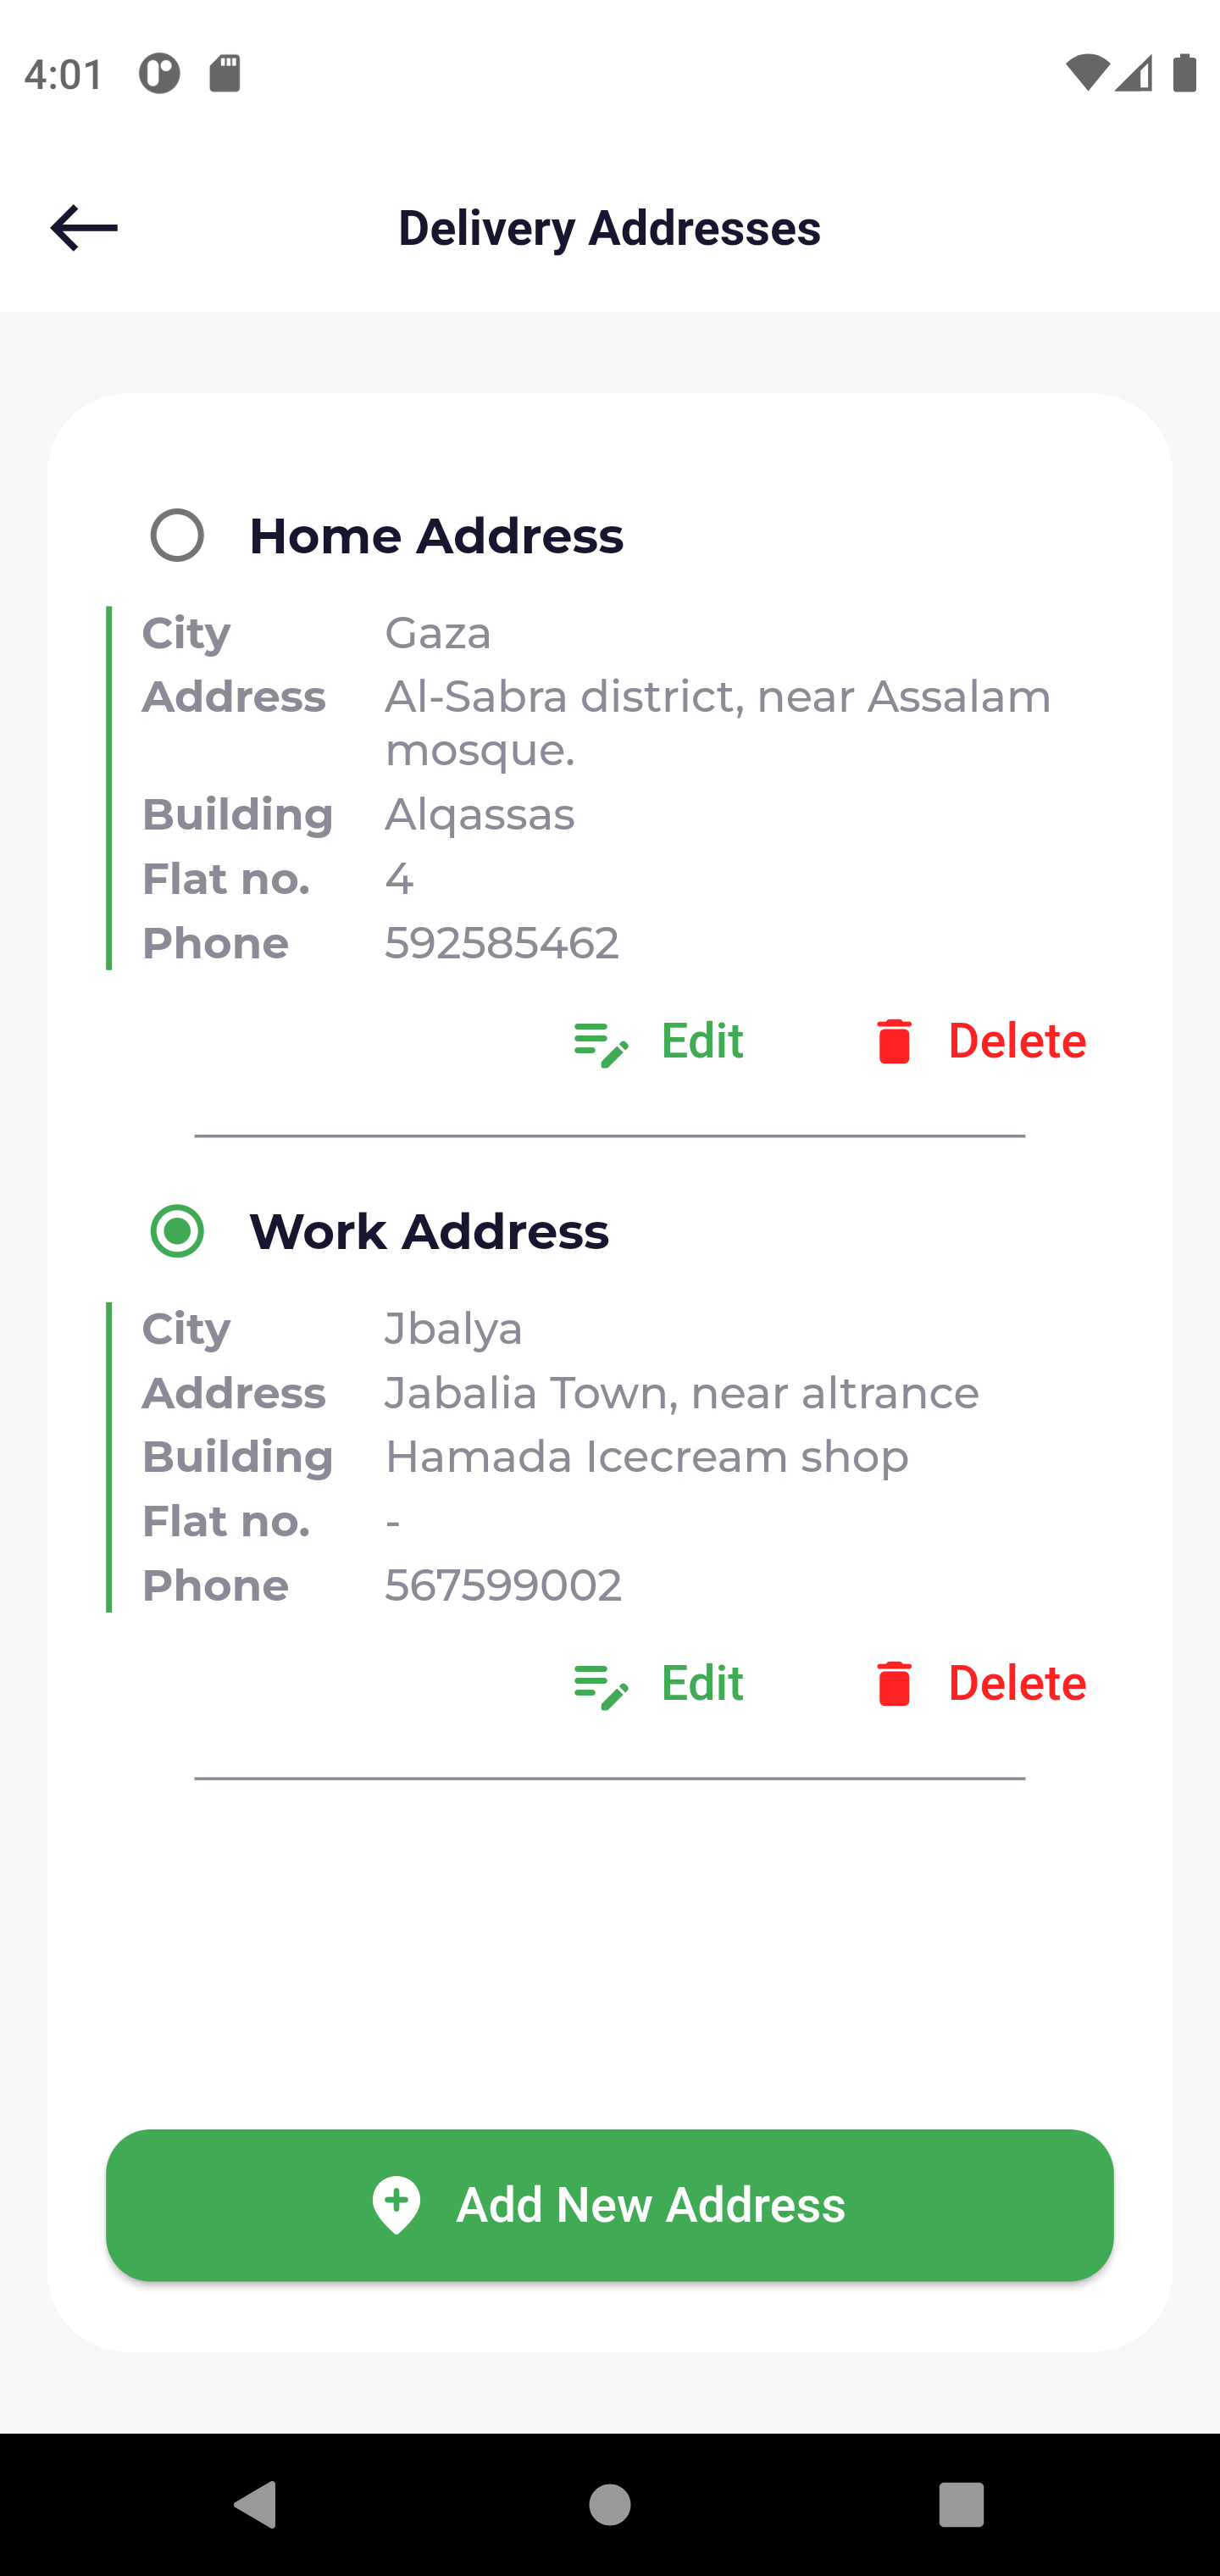 4:01
Delivery Addresses
Home Address
City Gaza
Address Al-Sabra district, near Assalam
mosque.
Building Alqassas
Flat no. 4
Phone 592585462
Edit Delete
Work Address
City Jbalya
Address Jabalia Town, near altrance
Building Hamada Icecream shop
Flat no. -
Phone 567599002
Edit Delete
Add New Address